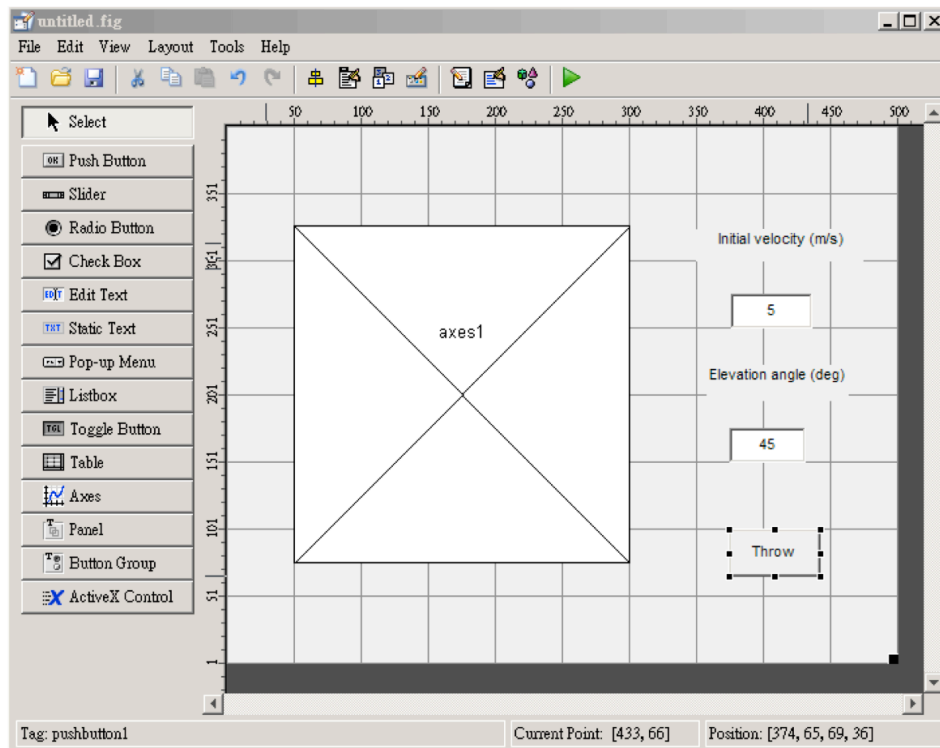 untitled.fig
File Edit View Layout Tools Help
Select
Push Button
Slider
Radio Button
Check Box
Edit Text
Static Text
Pop-up Menu
Listbox
Toggle Button
Table
Axes
Panel
Button Group
ActiveX Control
50 100 150 200 250 300 350 400 450 500
351
301
251
201
151
101
51
1
axes1
Initial velocity (m/s)
5
Elevation angle (deg)
45
Throw
Tag: pushbutton1 Current Point: [433, 66] Position: [374, 65, 69, 36]